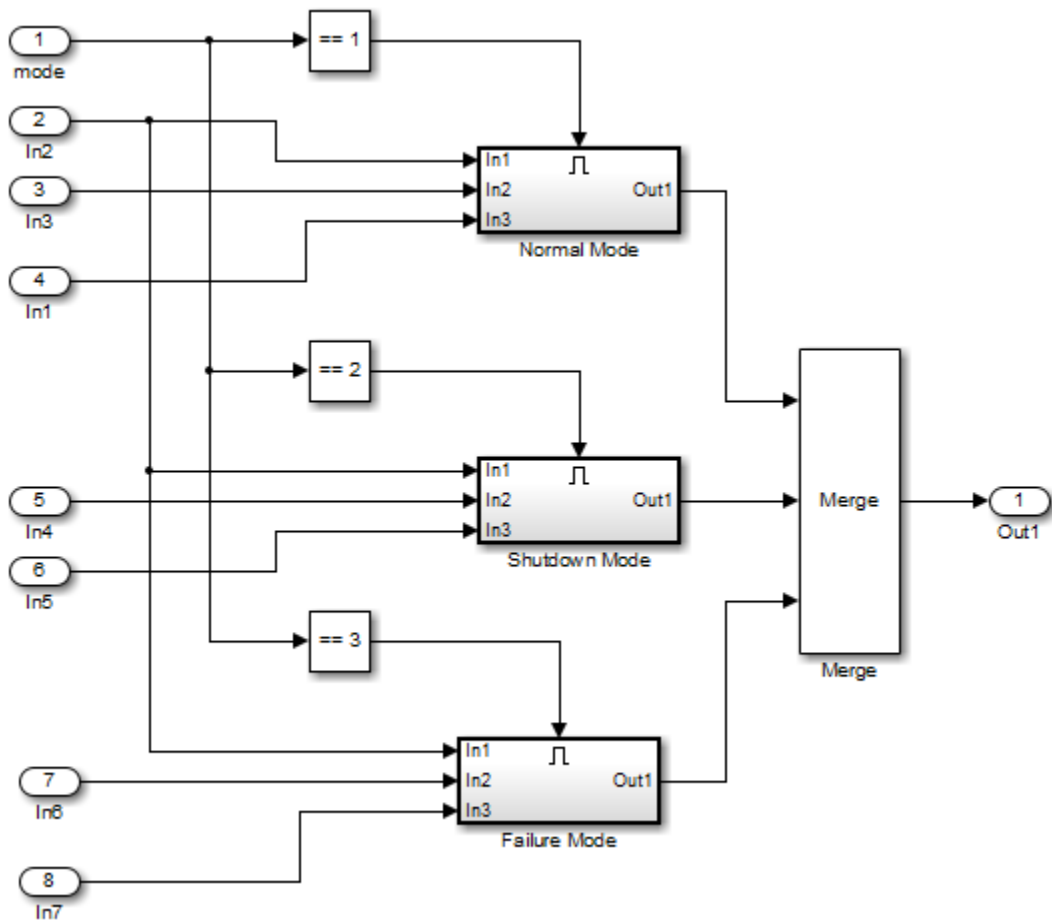 1
== 1
mode
2
In2
In1
Out1
3
In2
In3
In3
Normal Mode
4
In1
== 2
In1
5
In2
Out1
Merge
1
In4
In3
Out1
Shutdown Mode
6
In5
== 3
Merge
In1
7
In2
Out1
In6
In3
Failure Mode
8
In7